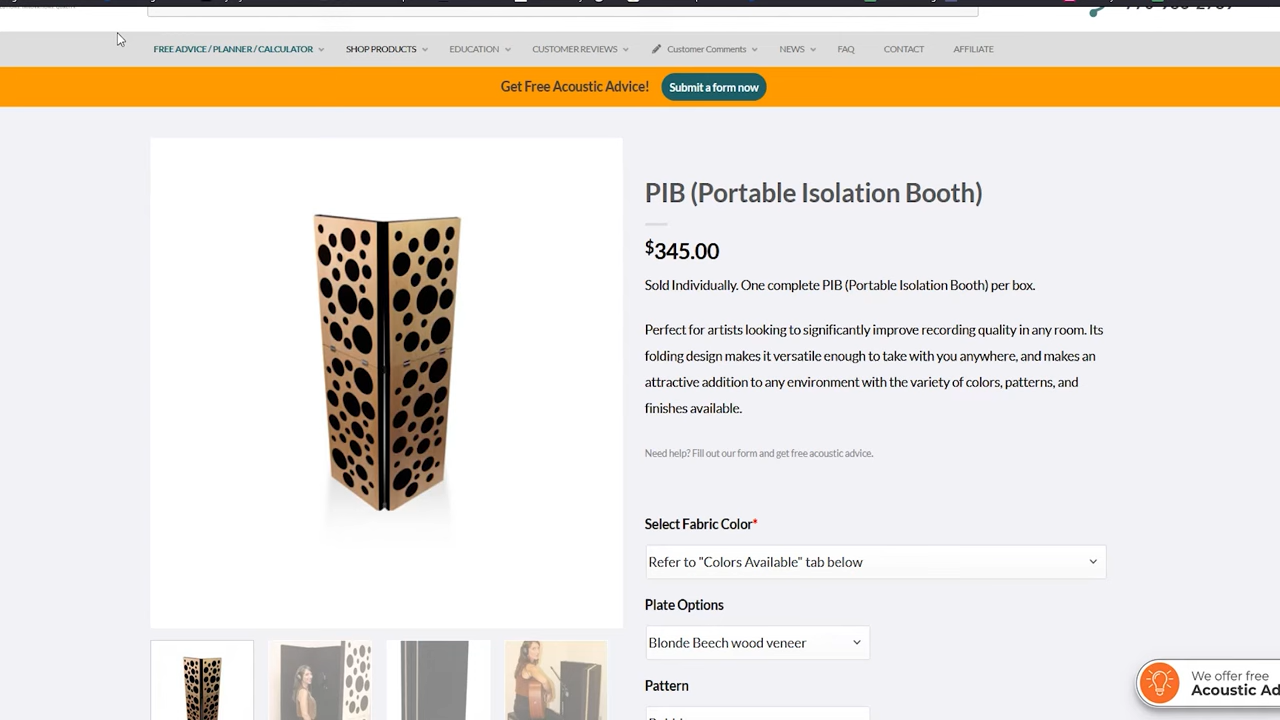 FREE ADVICE / PLANNER / CALCULATOR SHOP PRODUCTS EDUCATION CUSTOMER REVIEWS Customer Comments NEWS FAQ CONTACT AFFILIATE
Get Free Acoustic Advice! Submit a form now
PIB (Portable Isolation Booth)
$345.00
Sold Individually. One complete PIB (Portable Isolation Booth) per box.
Perfect for artists looking to significantly improve recording quality in any room. Its
folding design makes it versatile enough to take with you anywhere, and makes an
attractive addition to any environment with the variety of colors, patterns, and
finishes available.
Need help? Fill out our form and get free acoustic advice.
Select Fabric Color*
Refer to "Colors Available" tab below
Plate Options
Blonde Beech wood veneer
Pattern
We offer free
Acoustic Ad